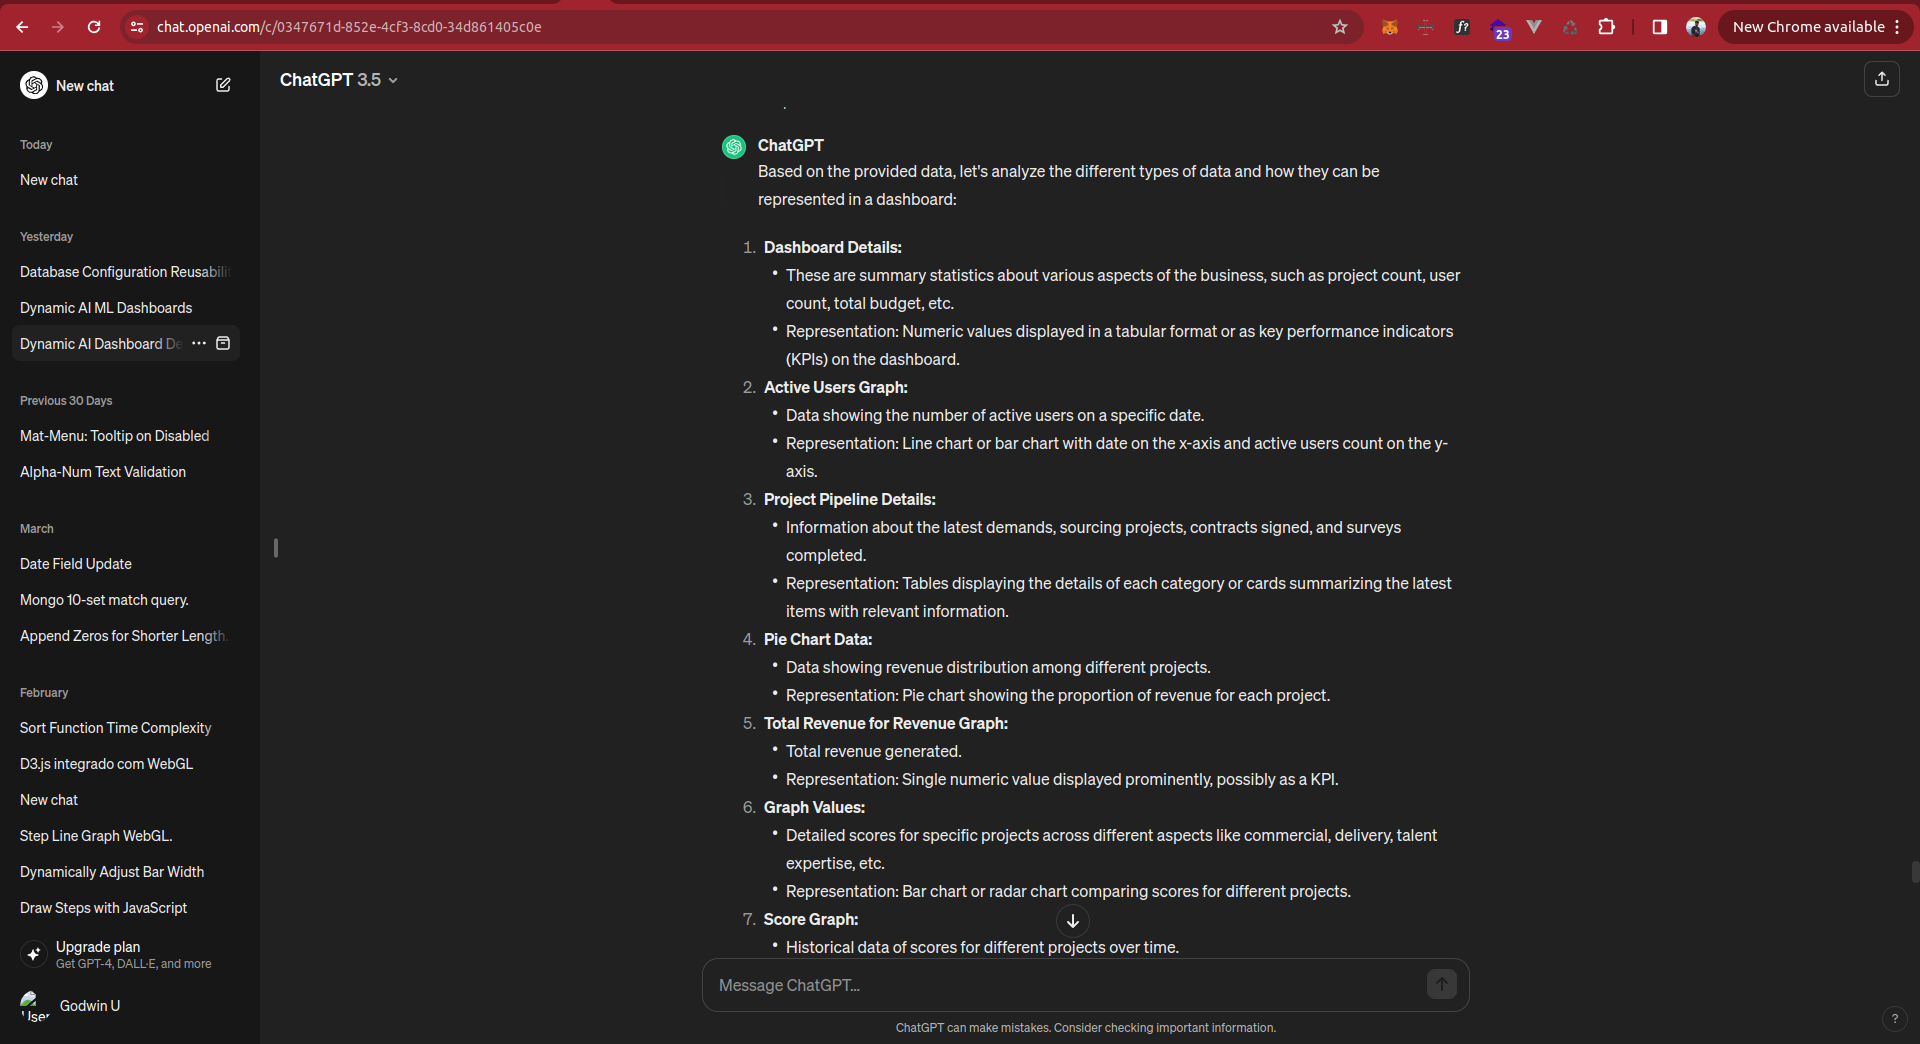 chat.openai.com/c/0347671d-852e-4cf3-8cd0-34d861405c0e
f?
23
New Chrome available
New chat
Today
New chat
Yesterday
Database Configuration Reusabilit
Dynamic AI ML Dashboards
Dynamic AI Dashboard De
Previous 30 Days
Mat-Menu: Tooltip on Disabled
Alpha-Num Text Validation
March
Date Field Update
Mongo 10-set match query.
Append Zeros for Shorter Length.
February
Sort Function Time Complexity
D3.js integrado com WebGL
New chat
Step Line Graph WebGL.
Dynamically Adjust Bar Width
Draw Steps with JavaScript
Upgrade plan
Get GPT-4, DALL·E, and more
User
Godwin U
ChatGPT 3.5
ChatGPT
Based on the provided data, let's analyze the different types of data and how they can be
represented in a dashboard:
1. Dashboard Details:
• These are summary statistics about various aspects of the business, such as project count, user
count, total budget, etc.
• Representation: Numeric values displayed in a tabular format or as key performance indicators
(KPIs) on the dashboard.
2. Active Users Graph:
• Data showing the number of active users on a specific date.
• Representation: Line chart or bar chart with date on the x-axis and active users count on the y-
axis.
3. Project Pipeline Details:
• Information about the latest demands, sourcing projects, contracts signed, and surveys
completed.
• Representation: Tables displaying the details of each category or cards summarizing the latest
items with relevant information.
4. Pie Chart Data:
• Data showing revenue distribution among different projects.
• Representation: Pie chart showing the proportion of revenue for each project.
5. Total Revenue for Revenue Graph:
• Total revenue generated.
• Representation: Single numeric value displayed prominently, possibly as a KPI.
6. Graph Values:
• Detailed scores for specific projects across different aspects like commercial, delivery, talent
expertise, etc.
• Representation: Bar chart or radar chart comparing scores for different projects.
7. Score Graph:
• Historical data of scores for different projects over time.
Message ChatGPT...
ChatGPT can make mistakes. Consider checking important information.
?